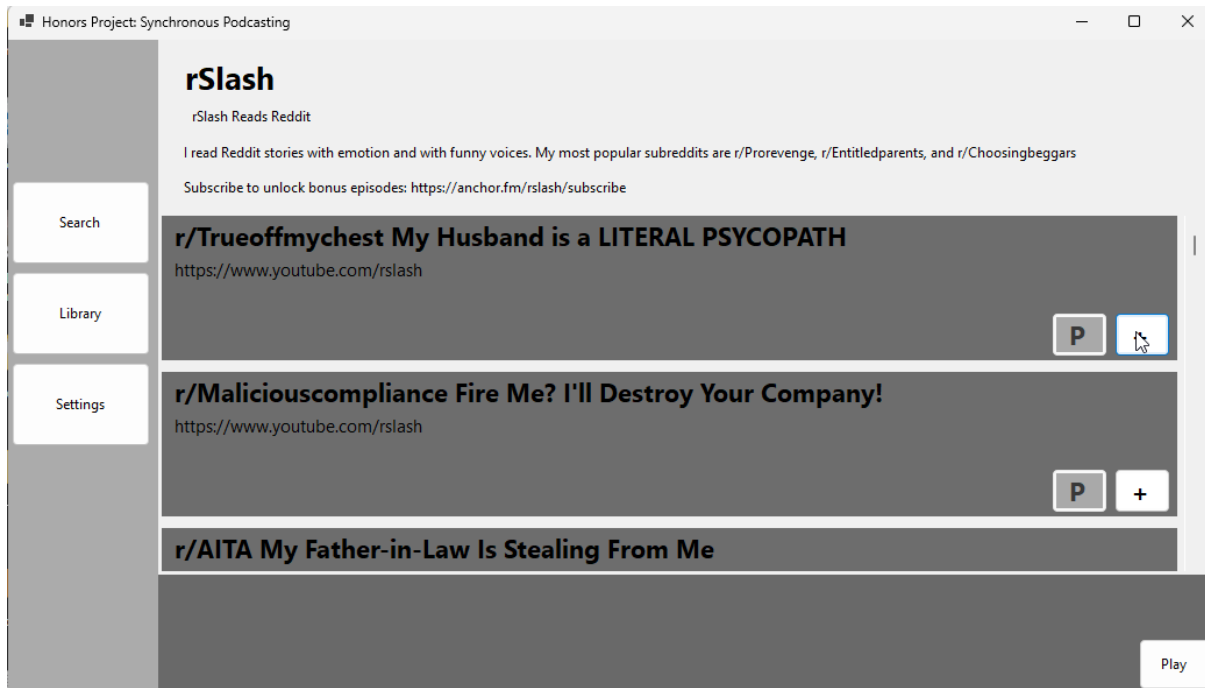 Honors Project: Synchronous Podcasting
rSlash
rSlash Reads Reddit
I read Reddit stories with emotion and with funny voices. My most popular subreddits are r/Prorevenge, r/Entitledparents, and r/Choosingbeggars
Subscribe to unlock bonus episodes: https://anchor.fm/rslash/subscribe
Search
Library
Settings
r/Trueoffmychest My Husband is a LITERAL PSYCOPATH
https://www.youtube.com/rslash
P
r/Maliciouscompliance Fire Me? I'll Destroy Your Company!
https://www.youtube.com/rslash
P +
r/AITA My Father-in-Law Is Stealing From Me
Play